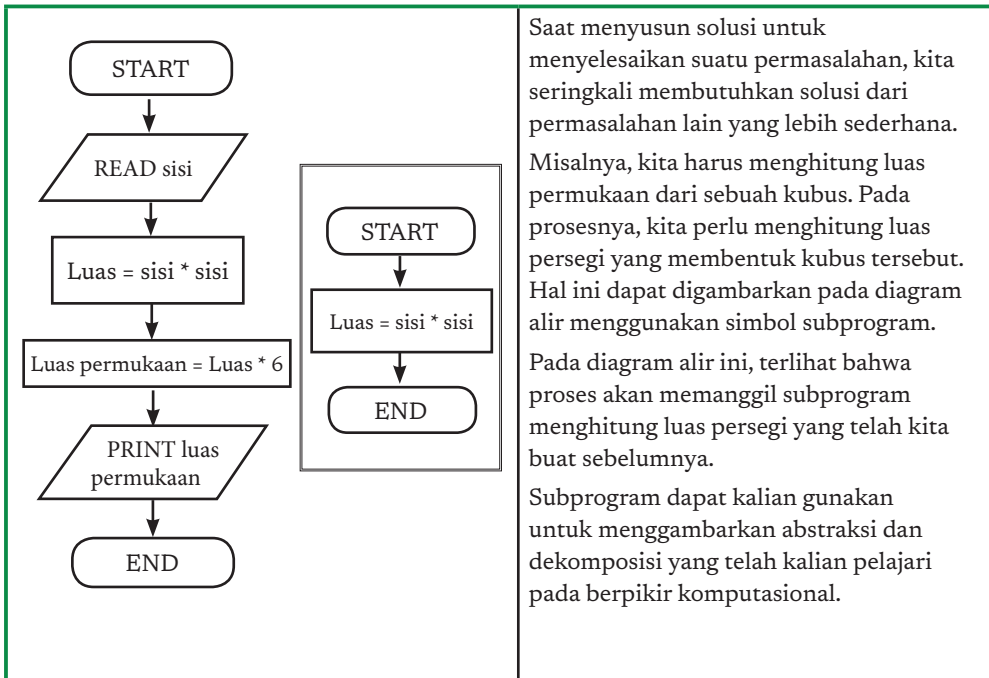 START
READ sisi
Luas = sisi * sisi
Luas permukaan = Luas * 6
PRINT luas
permukaan
END
START
Luas = sisi * sisi
END
Saat menyusun solusi untuk
menyelesaikan suatu permasalahan, kita
seringkali membutuhkan solusi dari
permasalahan lain yang lebih sederhana.
Misalnya, kita harus menghitung luas
permukaan dari sebuah kubus. Pada
prosesnya, kita perlu menghitung luas
persegi yang membentuk kubus tersebut.
Hal ini dapat digambarkan pada diagram
alir menggunakan simbol subprogram.
Pada diagram alir ini, terlihat bahwa
proses akan memanggil subprogram
menghitung luas persegi yang telah kita
buat sebelumnya.
Subprogram dapat kalian gunakan
untuk menggambarkan abstraksi dan
dekomposisi yang telah kalian pelajari
pada berpikir komputasional.